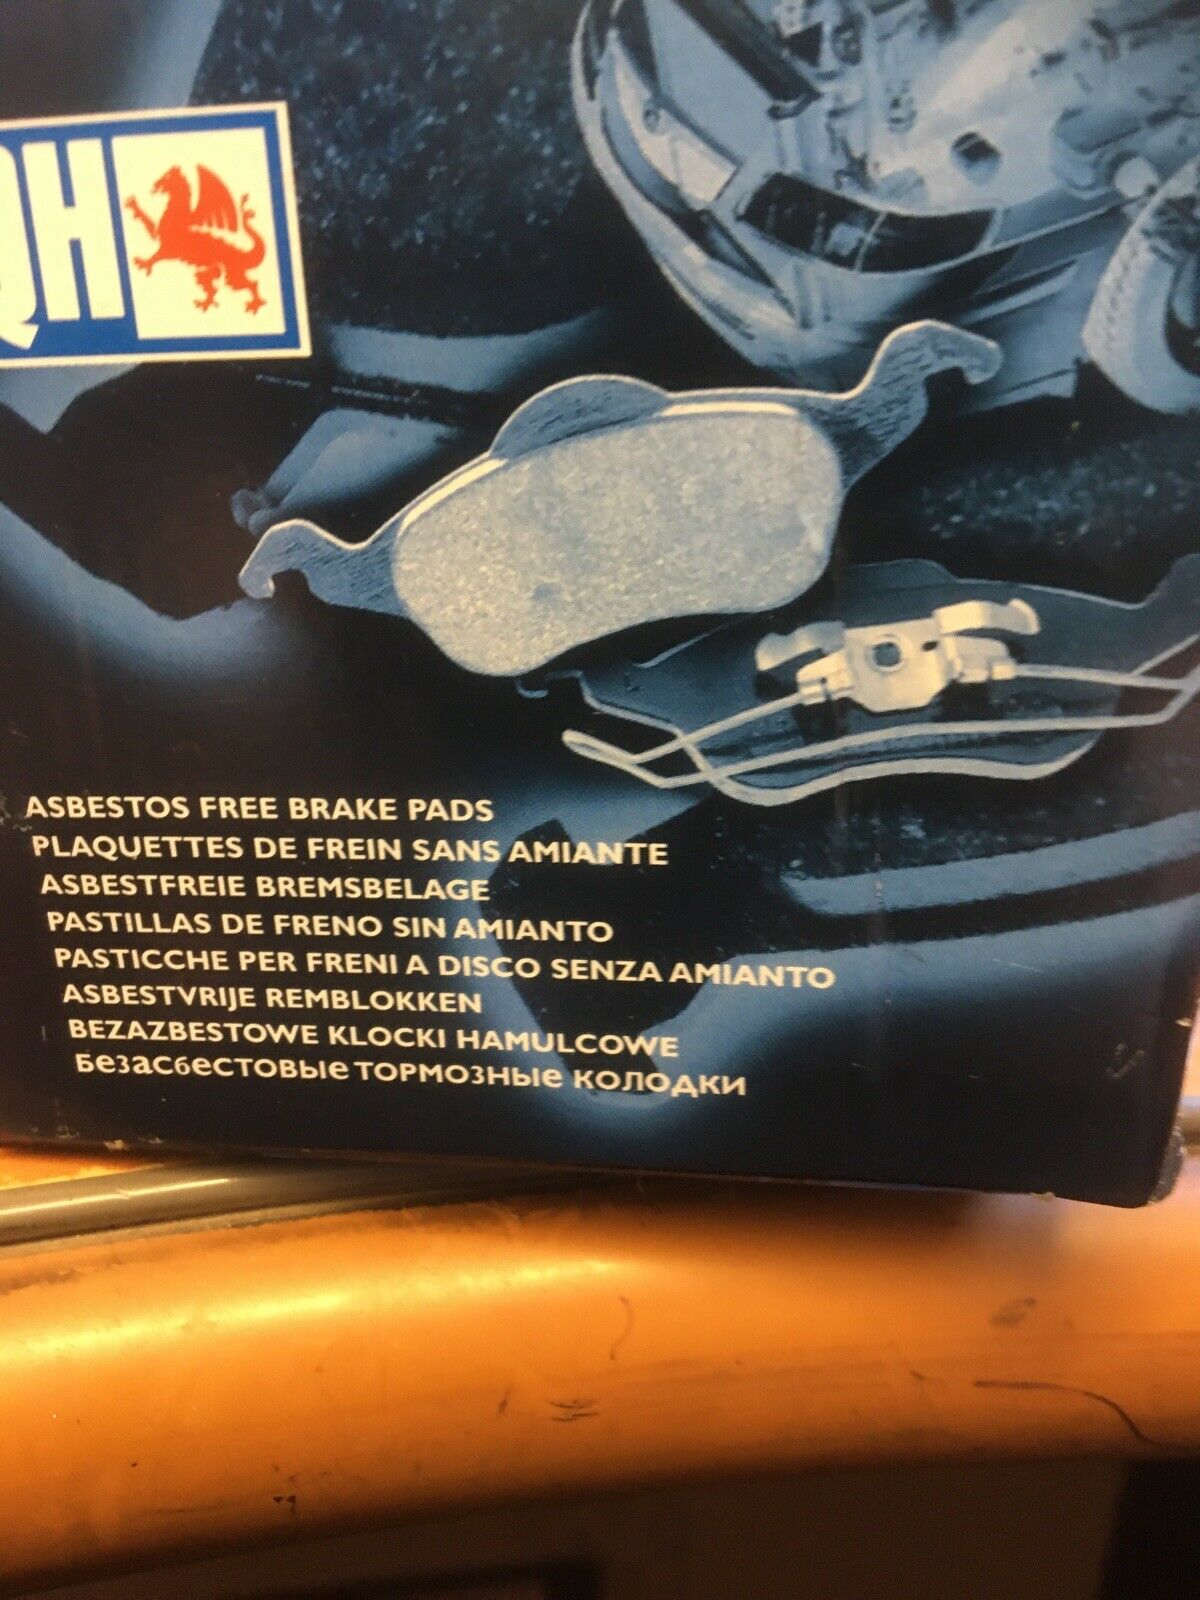 QH
ASBESTOS FREE BRAKE PADS
PLAQUETTES DE FREIN SANS AMIANTE
ASBESTFREIE BREMSBELAGE
PASTILLAS DE FRENO SIN AMIANTO
PASTICCHE PER FRENI A DISCO SENZA AMIANTO
ASBESTVRIJE REMBLOKKEN
BEZAZBESTOWE KLOCKI HAMULCOWE
Безасбестовые тормозные колодки